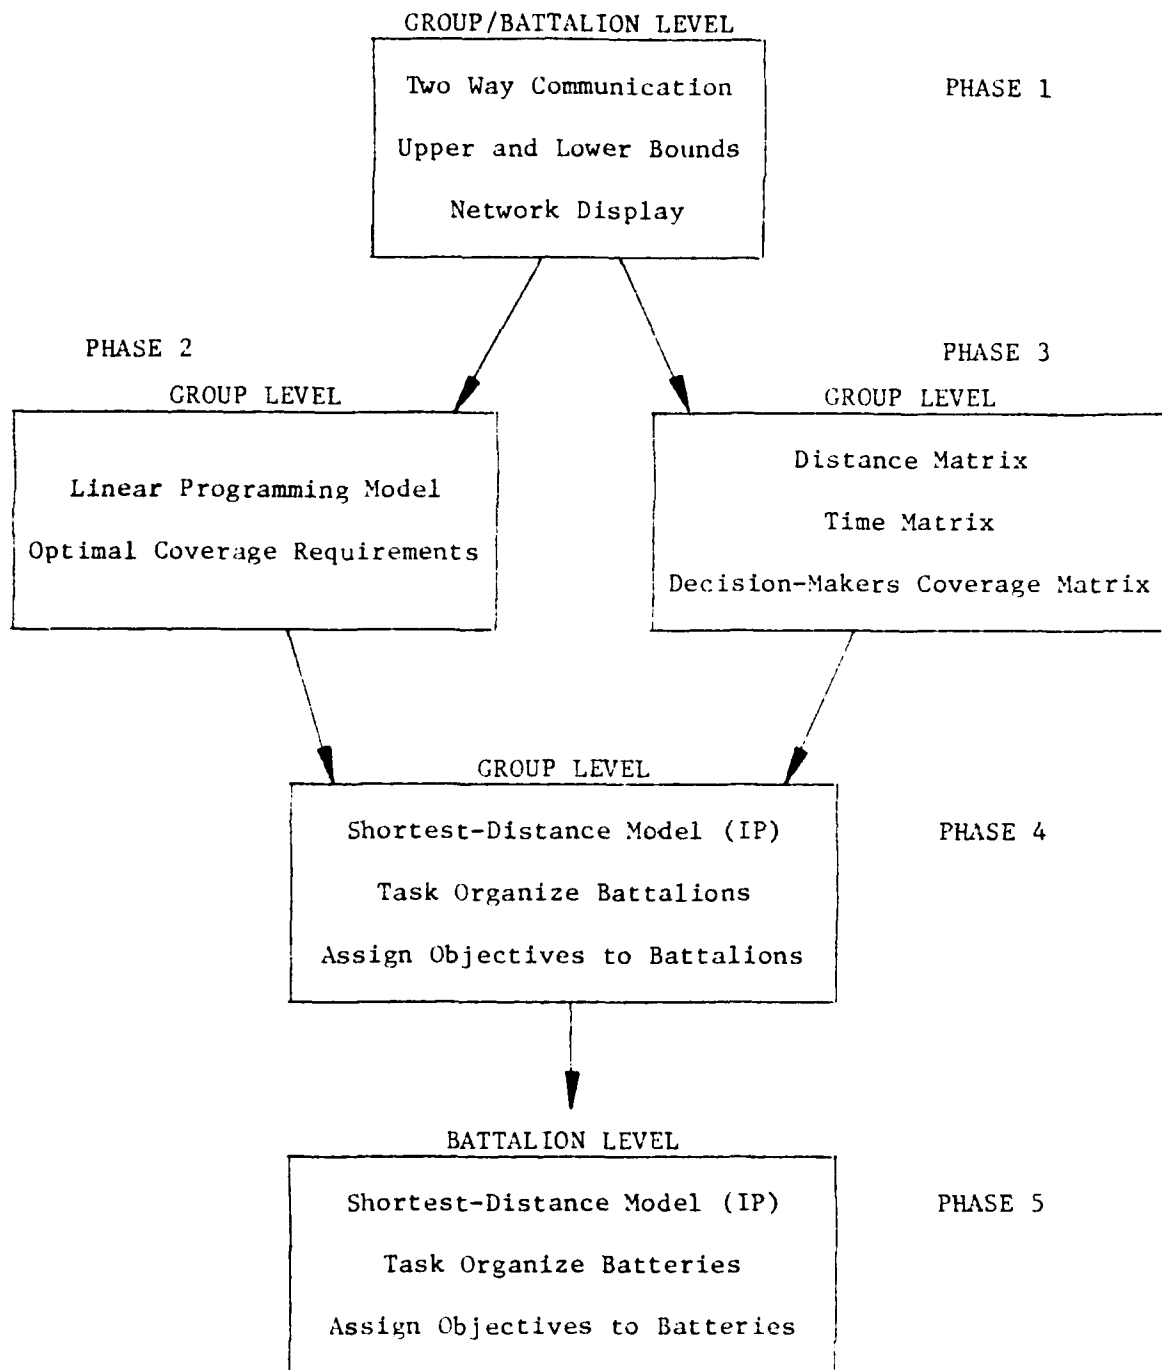 GROUP/BATTALION LEVEL
Two Way Communication
PHASE 1
Upper and Lower Bounds
Network Display
PHASE 2
GROUP LEVEL
Linear Programming Model
Optimal Coverage Requirements
PHASE 3
GROUP LEVEL
Distance Matrix
Time Matrix
Decision-Makers Coverage Matrix
GROUP LEVEL
Shortest-Distance Model (IP)
PHASE 4
Task Organize Battalions
Assign Objectives to Battalions
BATTALION LEVEL
Shortest-Distance Model (IP)
PHASE 5
Task Organize Batteries
Assign Objectives to Batteries